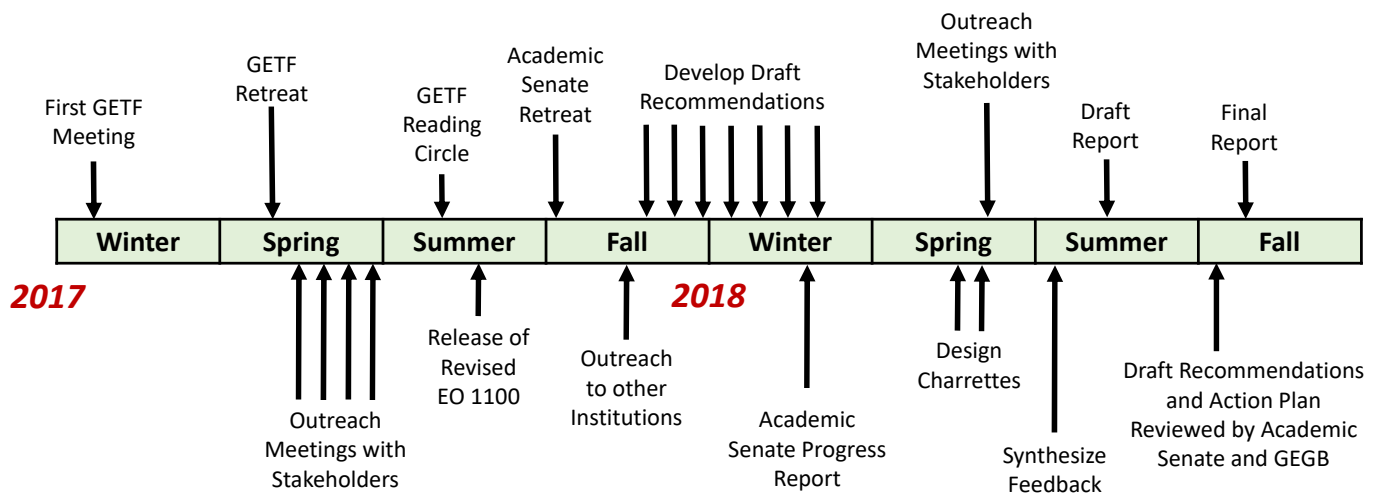 First GETF
Meeting
GETF
Retreat
GETF
Reading
Circle
Academic
Senate
Retreat
Develop Draft
Recommendations
Outreach
Meetings with
Stakeholders
Draft
Report
Final
Report
Winter
Spring
Summer
Fall
Winter
Spring
Summer
Fall
2017
2018
Outreach
Meetings with
Stakeholders
Release of
Revised
EO 1100
Outreach
to other
Institutions
Academic
Senate Progress
Report
Design
Charrettes
Synthesize
Feedback
Draft Recommendations
and Action Plan
Reviewed by Academic
Senate and GEGB